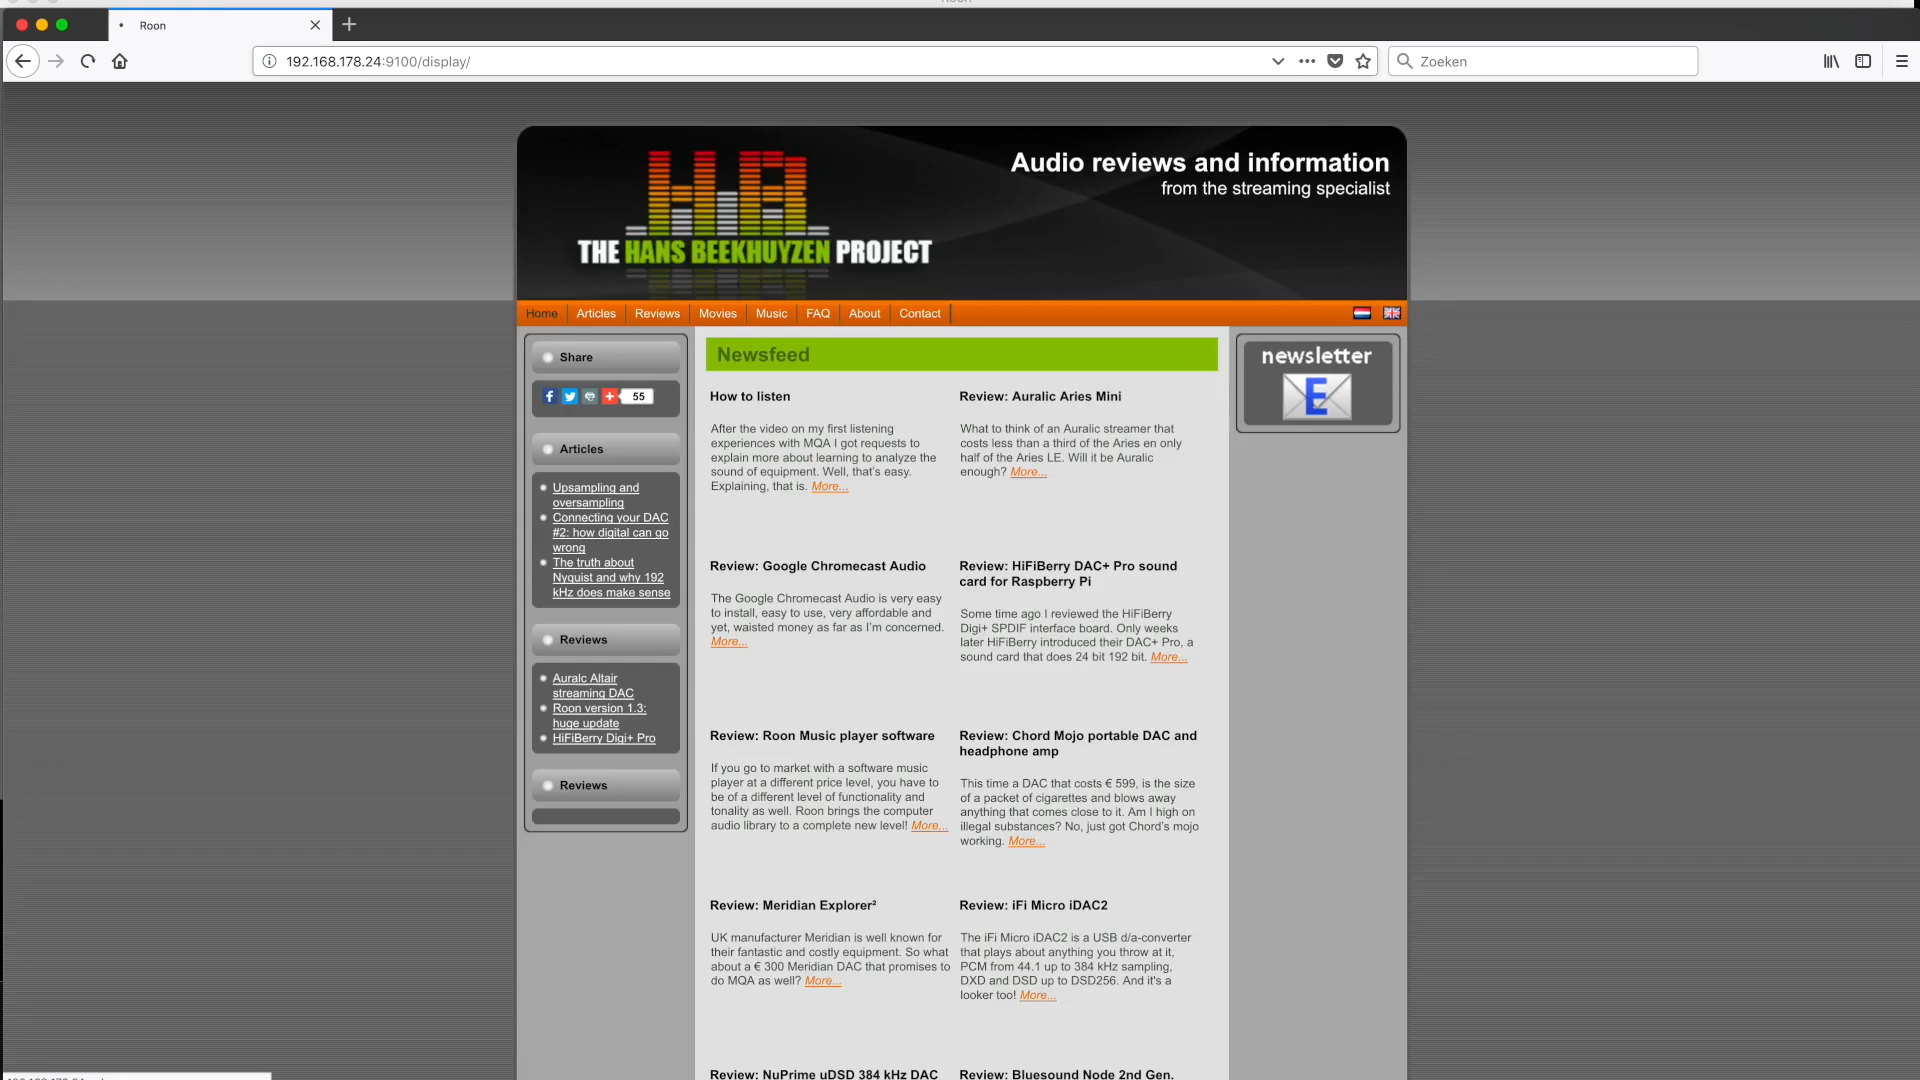 Roon
192.168.178.24:9100/display/
Zoeken
Audio reviews and information
from the streaming specialist
THE HANS BEEKHUYZEN PROJECT
Home Articles Reviews Movies Music FAQ About Contact
Share
55
Articles
Upsampling and
oversampling
Connecting your DAC
#2: how digital can go
wrong
The truth about
Nyquist and why 192
kHz does make sense
Reviews
Auralc Altair
streaming DAC
Roon version 1.3:
huge update
HiFiBerry Digi+ Pro
Reviews
Newsfeed
How to listen
After the video on my first listening
experiences with MQA I got requests to
explain more about learning to analyze the
sound of equipment. Well, that's easy.
Explaining, that is. More...
Review: Auralic Aries Mini
What to think of an Auralic streamer that
costs less than a third of the Aries en only
half of the Aries LE. Will it be Auralic
enough? More...
Review: Google Chromecast Audio
The Google Chromecast Audio is very easy
to install, easy to use, very affordable and
yet, waisted money as far as I'm concerned.
More...
Review: HiFiBerry DAC+ Pro sound
card for Raspberry Pi
Some time ago I reviewed the HiFiBerry
Digi+ SPDIF interface board. Only weeks
later HiFiBerry introduced their DAC+ Pro, a
sound card that does 24 bit 192 bit. More...
Review: Roon Music player software
If you go to market with a software music
player at a different price level, you have to
be of a different level of functionality and
tonality as well. Roon brings the computer
audio library to a complete new level! More...
Review: Chord Mojo portable DAC and
headphone amp
This time a DAC that costs € 599, is the size
of a packet of cigarettes and blows away
anything that comes close to it. Am I high on
illegal substances? No, just got Chord's mojo
working. More...
Review: Meridian Explorer²
UK manufacturer Meridian is well known for
their fantastic and costly equipment. So what
about a € 300 Meridian DAC that promises to
do MQA as well? More...
Review: iFi Micro iDAC2
The iFi Micro iDAC2 is a USB d/a-converter
that plays about anything you throw at it,
PCM from 44.1 up to 384 kHz sampling,
DXD and DSD up to DSD256. And it's a
looker too! More...
Review: NuPrime uDSD 384 kHz DAC
Review: Bluesound Node 2nd Gen.
newsletter
E